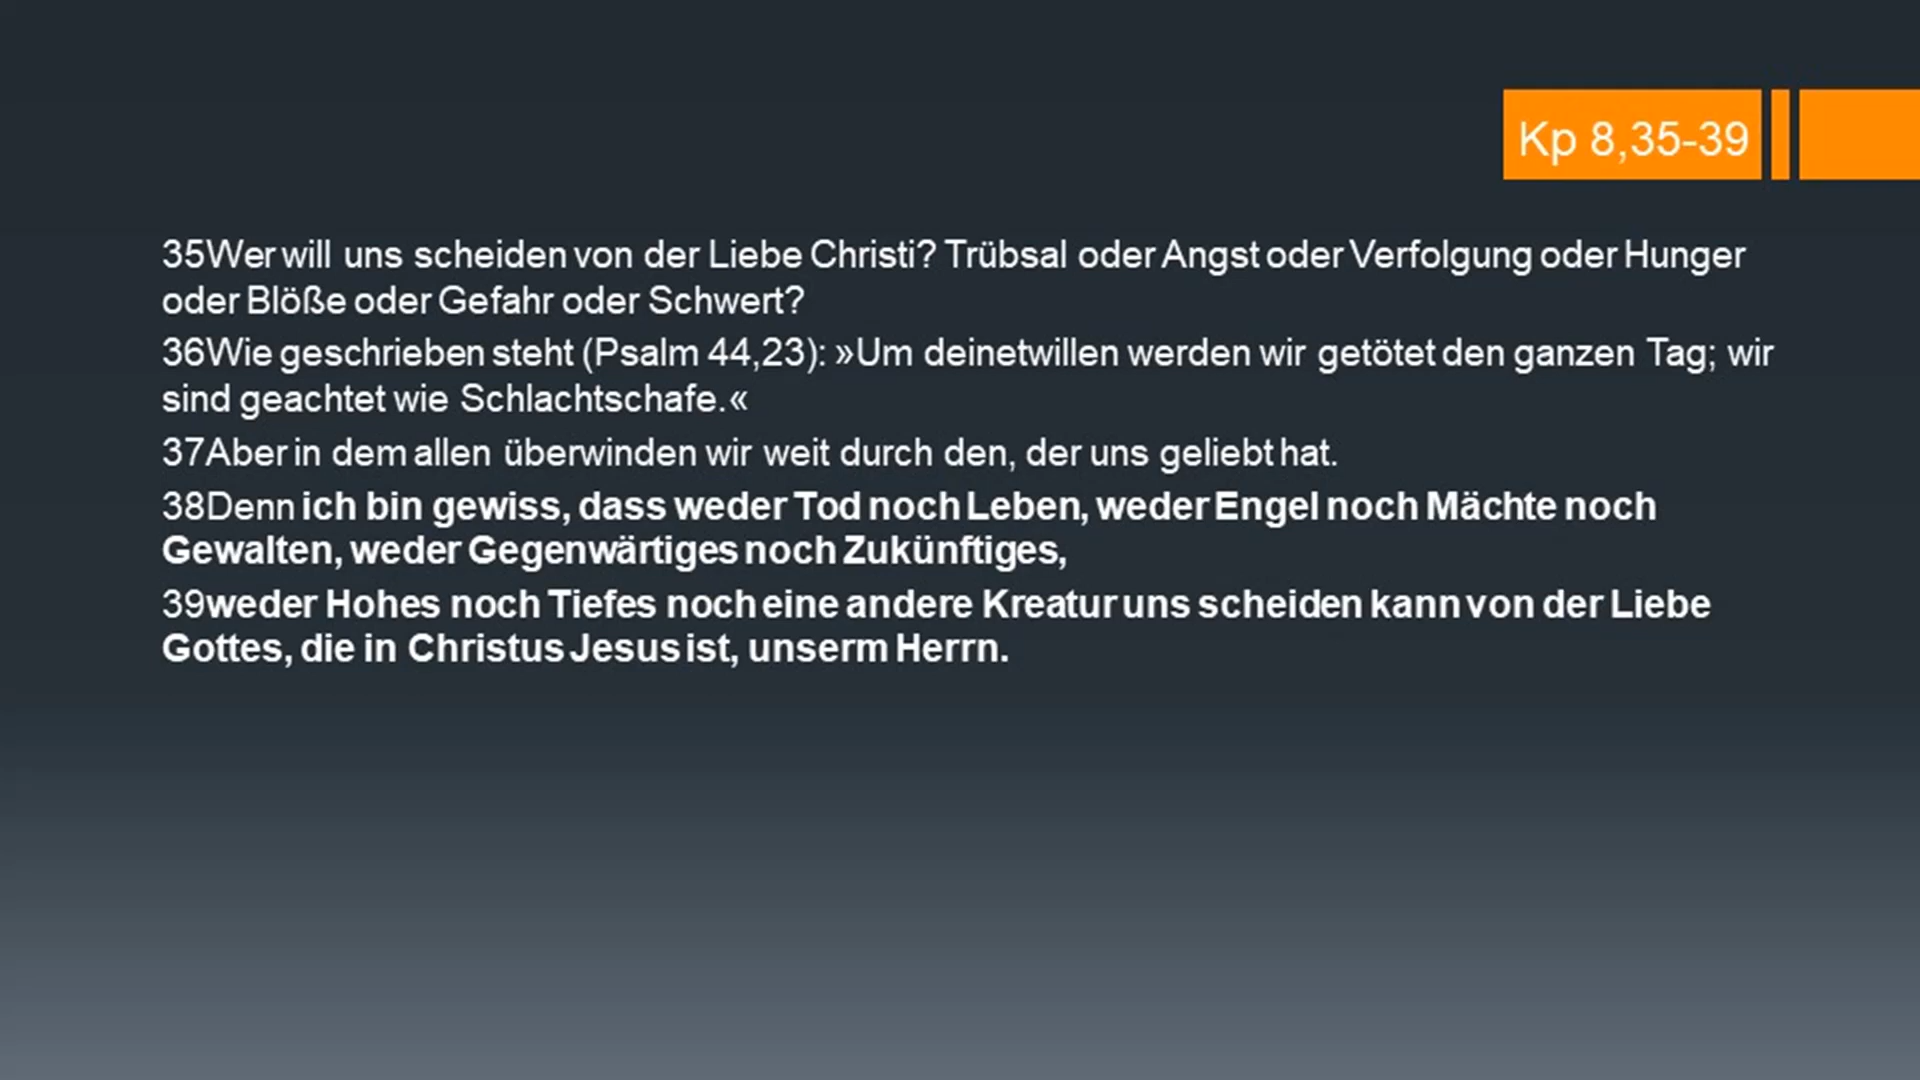 Kp 8,35-39
35Wer will uns scheiden von der Liebe Christi? Trübsal oder Angst oder Verfolgung oder Hunger
oder Blöße oder Gefahr oder Schwert?
36Wie geschrieben steht (Psalm 44,23): »Um deinetwillen werden wir getötet den ganzen Tag; wir
sind geachtet wie Schlachtschafe.«
37Aber in dem allen überwinden wir weit durch den, der uns geliebt hat.
38Denn ich bin gewiss, dass weder Tod noch Leben, weder Engel noch Mächte noch
Gewalten, weder Gegenwärtiges noch Zukünftiges,
39weder Hohes noch Tiefes noch eine andere Kreatur uns scheiden kann von der Liebe
Gottes, die in Christus Jesus ist, unserm Herrn.